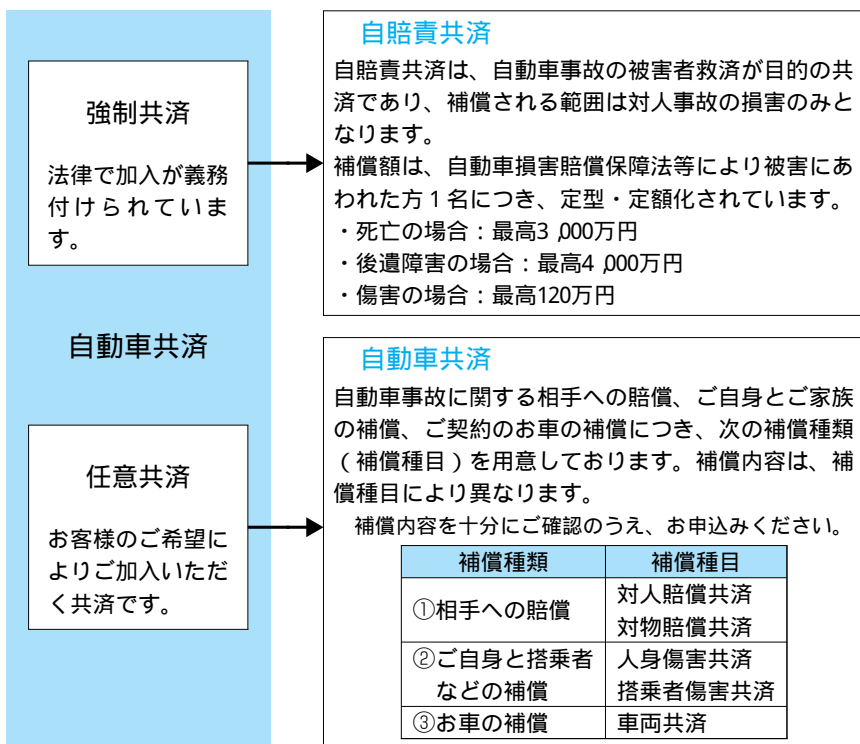 強制共済
法律で加入が義務
付けられていま
す。
自賠責共済
自賠責共済は、自動車事故の被害者救済が目的の共
済であり、補償される範囲は対人事故の損害のみと
なります。
補償額は、自動車損害賠償保障法等により被害にあ
われた方1名につき、定型・定額化されています。
・死亡の場合：最高3,000万円
・後遺障害の場合：最高4,000万円
・傷害の場合：最高120万円
自動車共済
任意共済
お客様のご希望に
よりご加入いただ
く共済です。
自動車共済
自動車事故に関する相手への賠償、ご自身とご家族
の補償、ご契約のお車の補償につき、次の補償種類
（補償種目）を用意しております。補償内容は、補
償種目により異なります。
補償内容を十分にご確認のうえ、お申込みください。
補償種類 補償種目
①相手への賠償 対人賠償共済
対物賠償共済
②ご自身と搭乗者 人身傷害共済
などの補償 搭乗者傷害共済
③お車の補償 車両共済